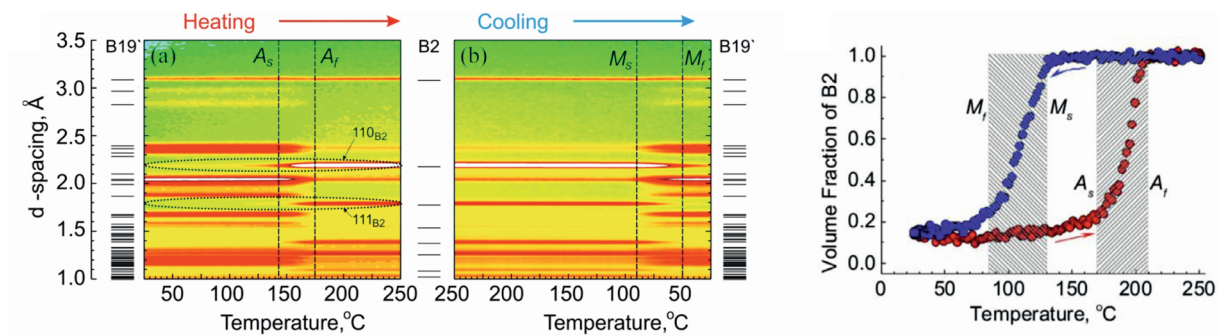 Heating
Cooling
B19`
(a)
A_s
A_f
B2
(b)
M_s
M_f
B19`
3.5
3.0
2.5
2.0
1.5
1.0
d -spacing, Å
110B2
111B2
50 100 150 200 250
250 200 150 100 50
Temperature,°C
Temperature,°C
1.0
0.8
0.6
0.4
0.2
0.0
Volume Fraction of B2
M_f
M_s
A_s
A_f
0 50 100 150 200 250
Temperature, °C